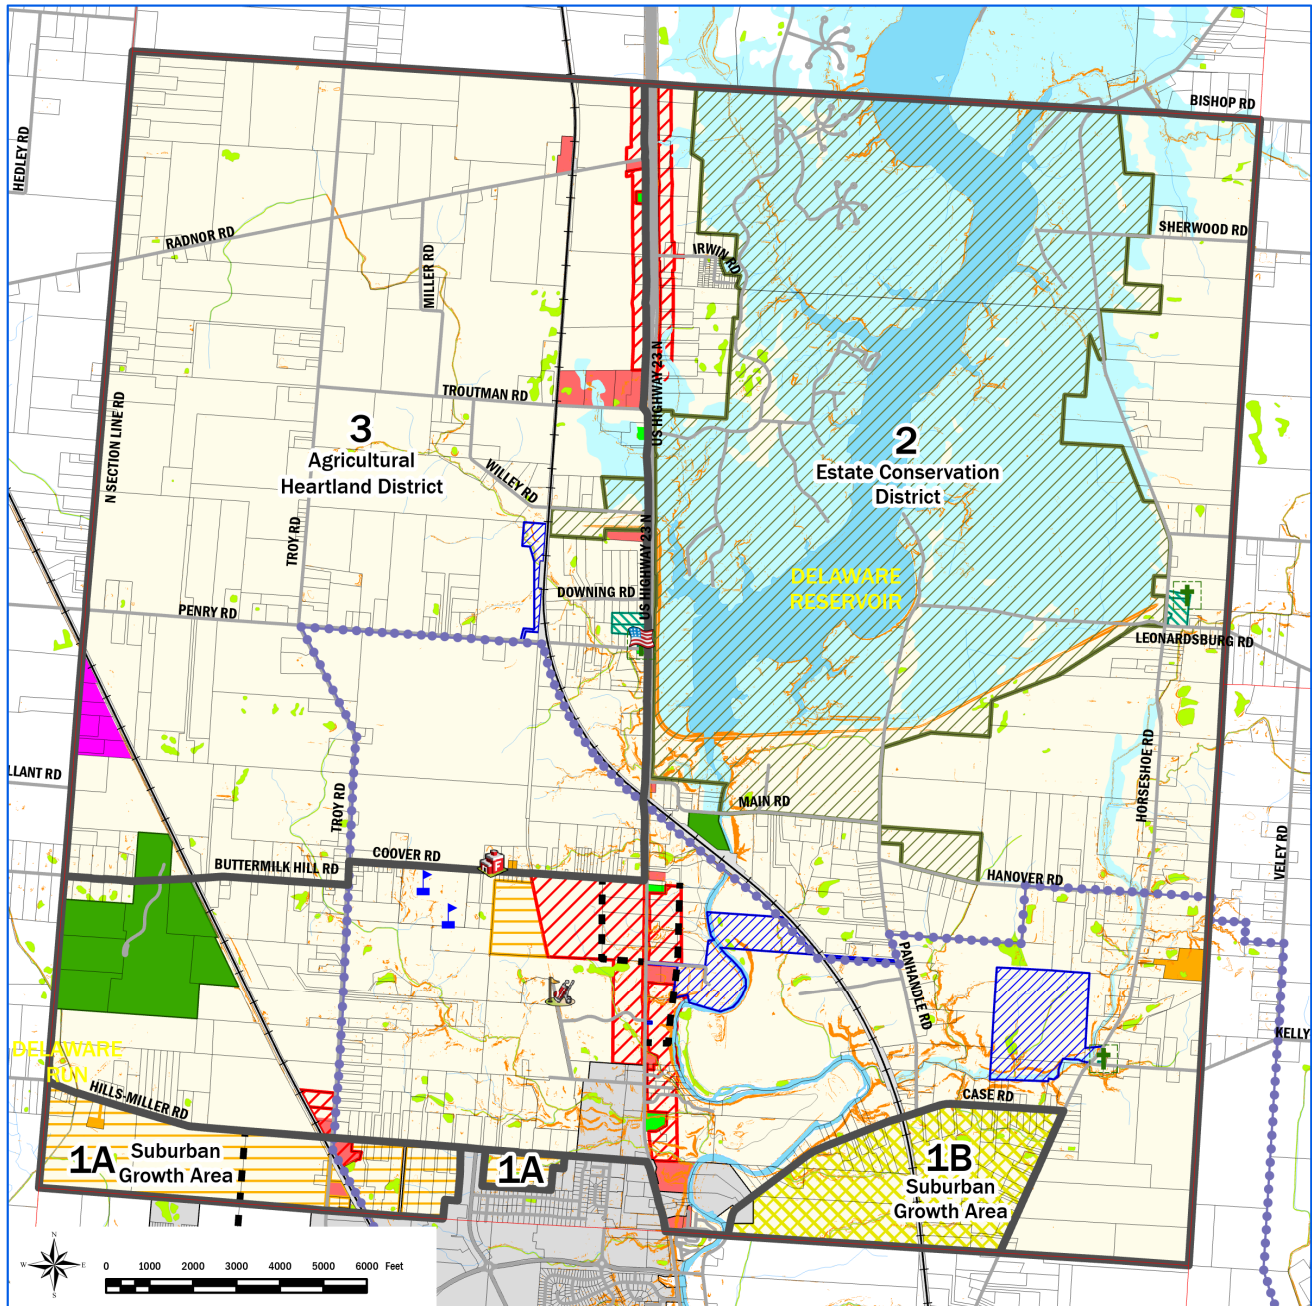 BISHOP RD
HEDLEY RD
SHERWOOD RD
RADNOR RD
IRWIN RD
MILLER RD
US HIGHWAY 23 N
TROUTMAN RD
N SECTION LINE RD
3
Agricultural
Heartland District
2
Estate Conservation
District
WILLEY RD
TROY RD
US HIGHWAY 23 N
DELAWARE
RESERVOIR
DOWNING RD
PENRY RD
LEONARDSBURG RD
LLANT RD
HORSESHOE RD
MAIN RD
TROY RD
VELEY RD
COOVER RD
BUTTERMILK HILL RD
F
HANOVER RD
PANHANDLE RD
KELLY
DELAWARE
RUN
HILLS-MILLER RD
CASE RD
1A
Suburban
Growth Area
1A
1B
Suburban
Growth Area
N
W
E
S
0 1000 2000 3000 4000 5000 6000 Feet